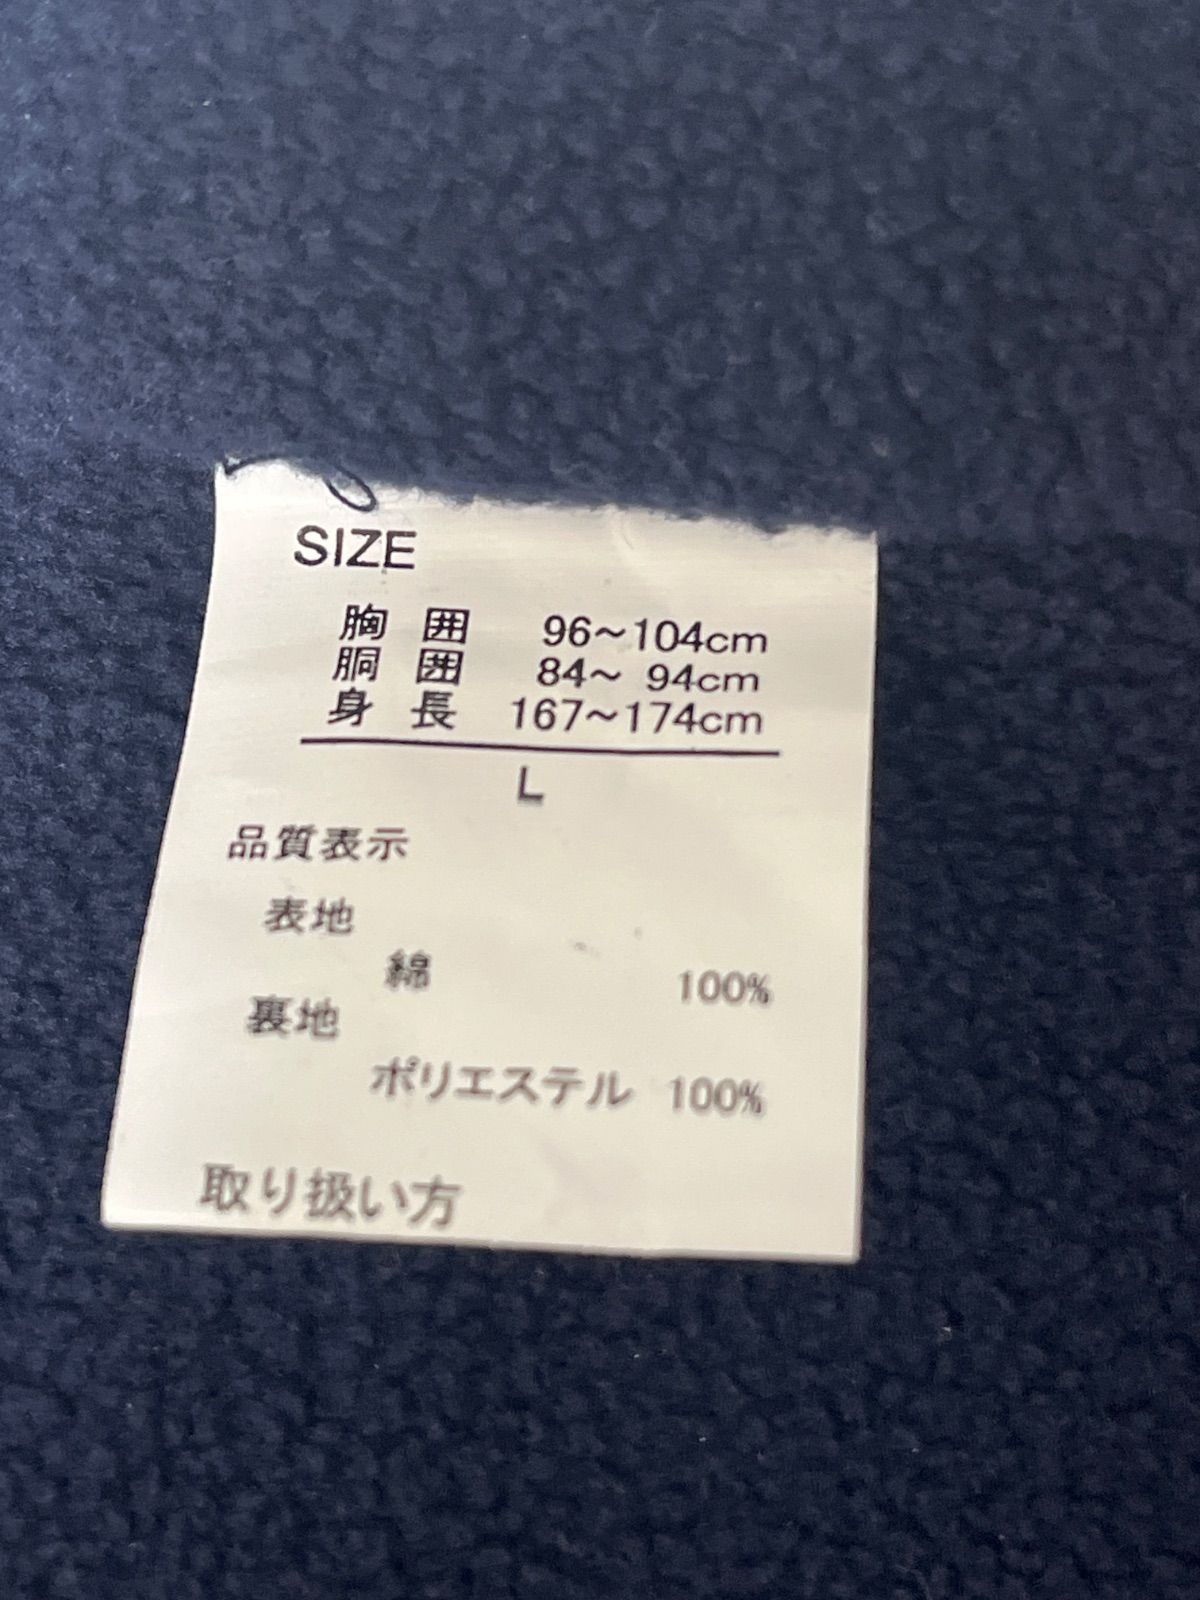 SIZE
胸囲 96～104cm
胴囲 84～ 94cm
身長 167～174cm
L
品質表示
表地
綿 100%
裏地
ポリエステル 100%
取り扱い方